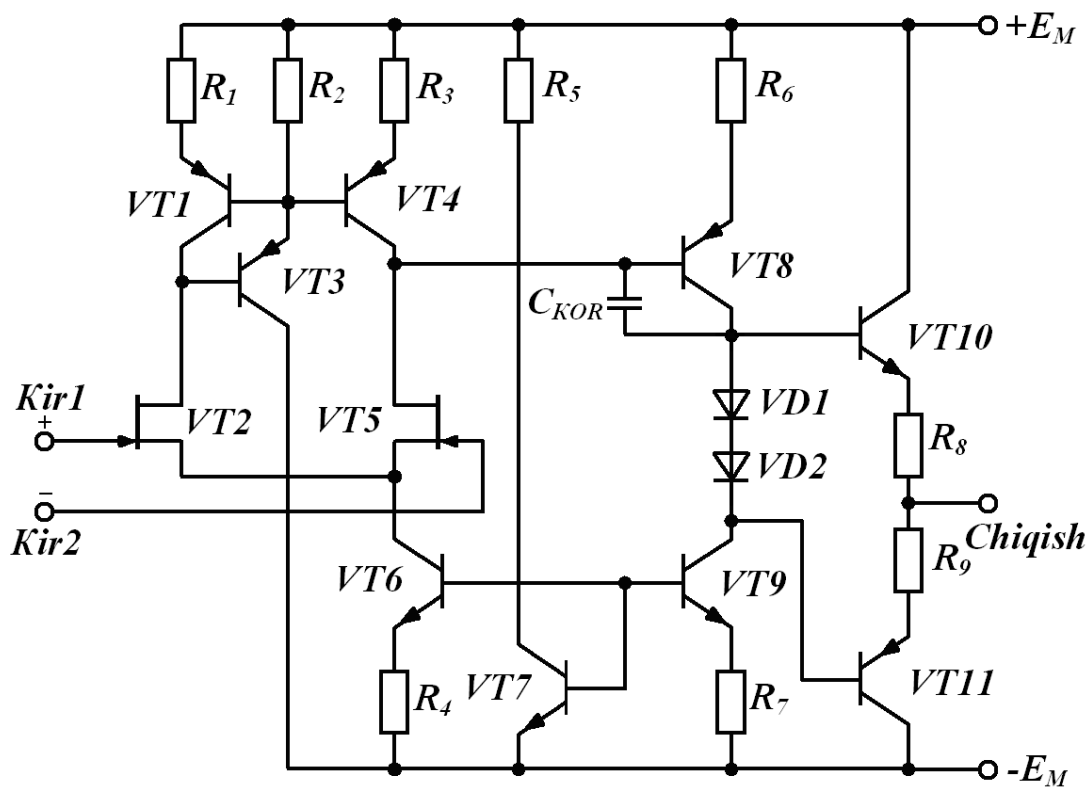 +E_M
R_1
R_2
R_3
R_5
R_6
VT1
VT4
VT3
VT8
C_KOR
VT10
Kir1
+
VT2
VT5
VD1
R_8
VD2
−
Kir2
Chiqish
VT6
VT9
R_9
R_4
VT7
R_7
VT11
-E_M